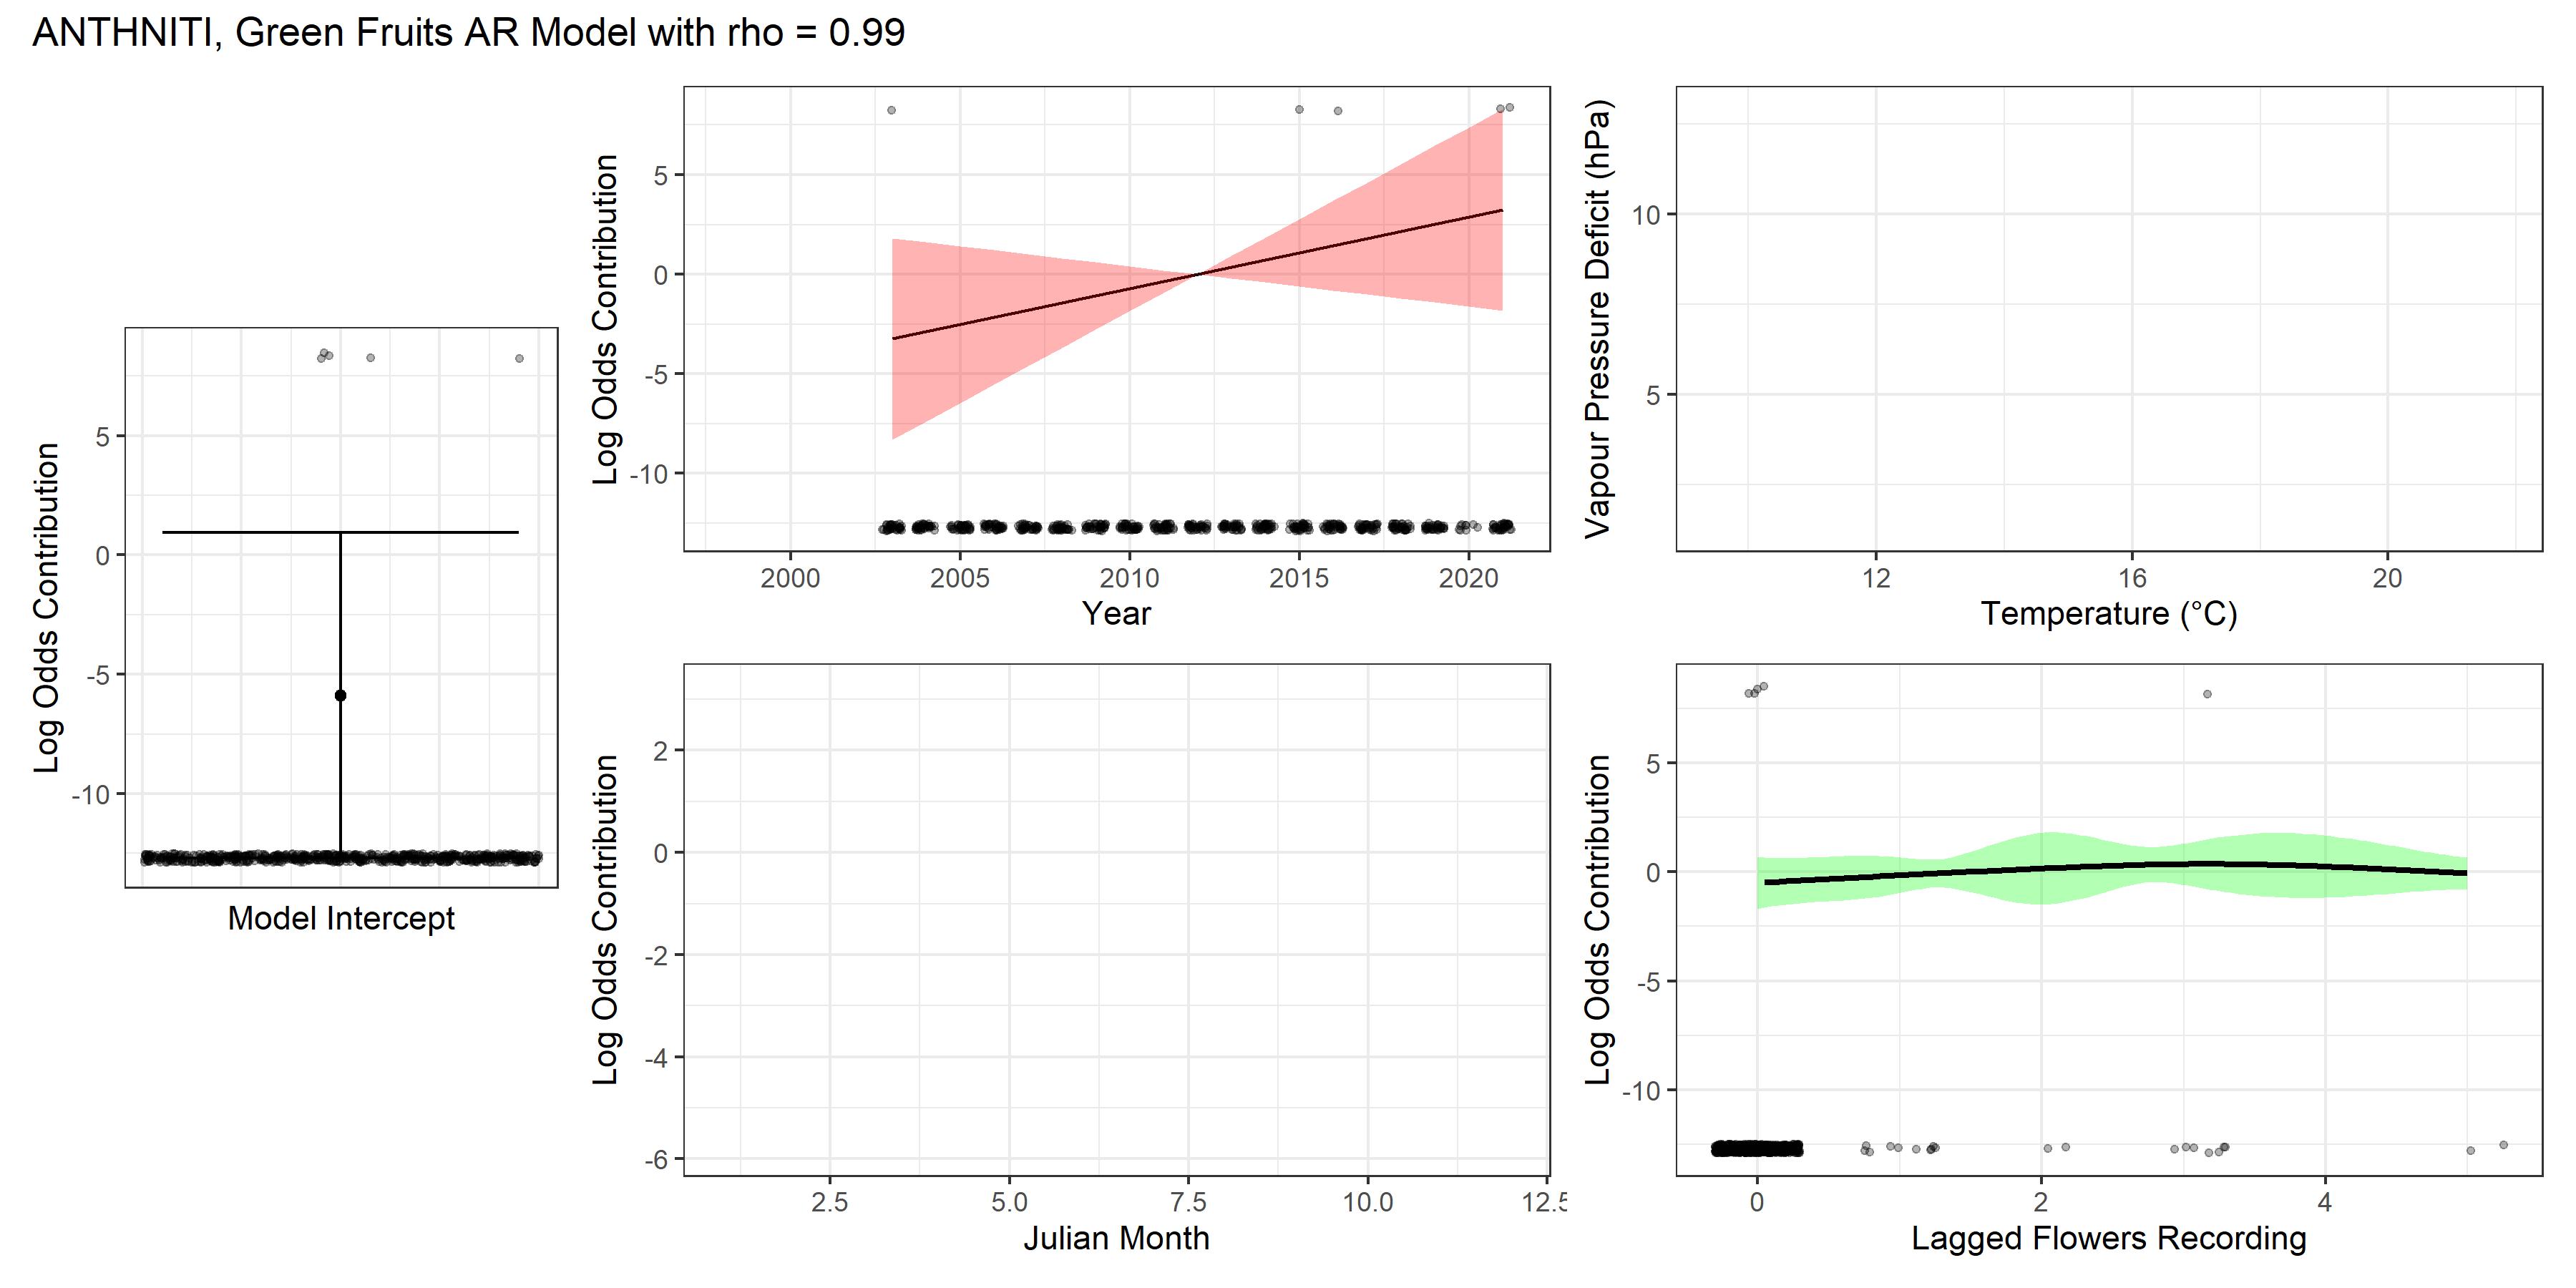 ANTHNITI, Green Fruits AR Model with rho = 0.99
Log Odds Contribution
5
0
-5
-10
Model Intercept
Log Odds Contribution
5
0
-5
-10
2000 2005 2010 2015 2020
Year
Vapour Pressure Deficit (hPa)
10
5
12 16 20
Temperature (°C)
Log Odds Contribution
2
0
-2
-4
-6
2.5 5.0 7.5 10.0 12.5
Julian Month
Log Odds Contribution
5
0
-5
-10
0 2 4
Lagged Flowers Recording